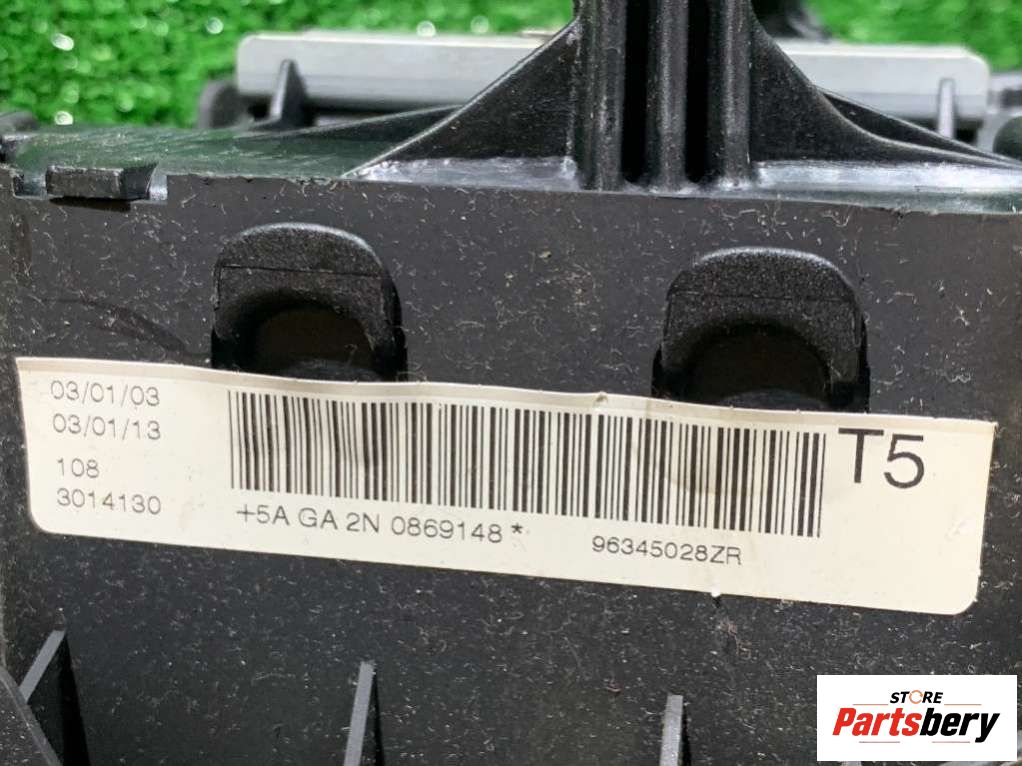 03/01/03
03/01/13
108
3014130
+5A GA 2N 0869148*
96345028ZR
T5
STORE
Partsbery